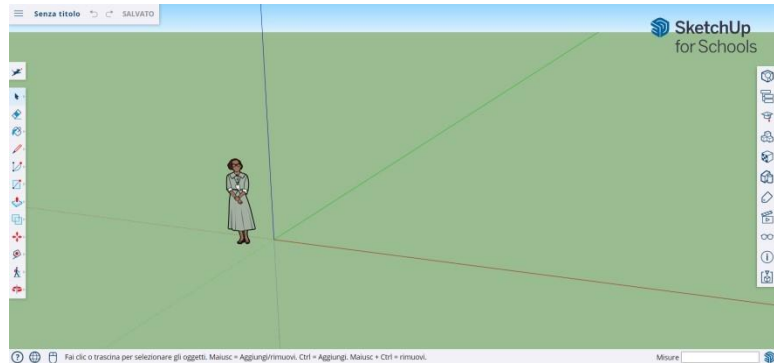 Senza titolo SALVATO
SketchUp
for Schools
Fai clic o trascina per selezionare gli oggetti. Maiusc = Aggiungi/rimuovi. Ctrl = Aggiungi. Maiusc + Ctrl = rimuovi.
Misure